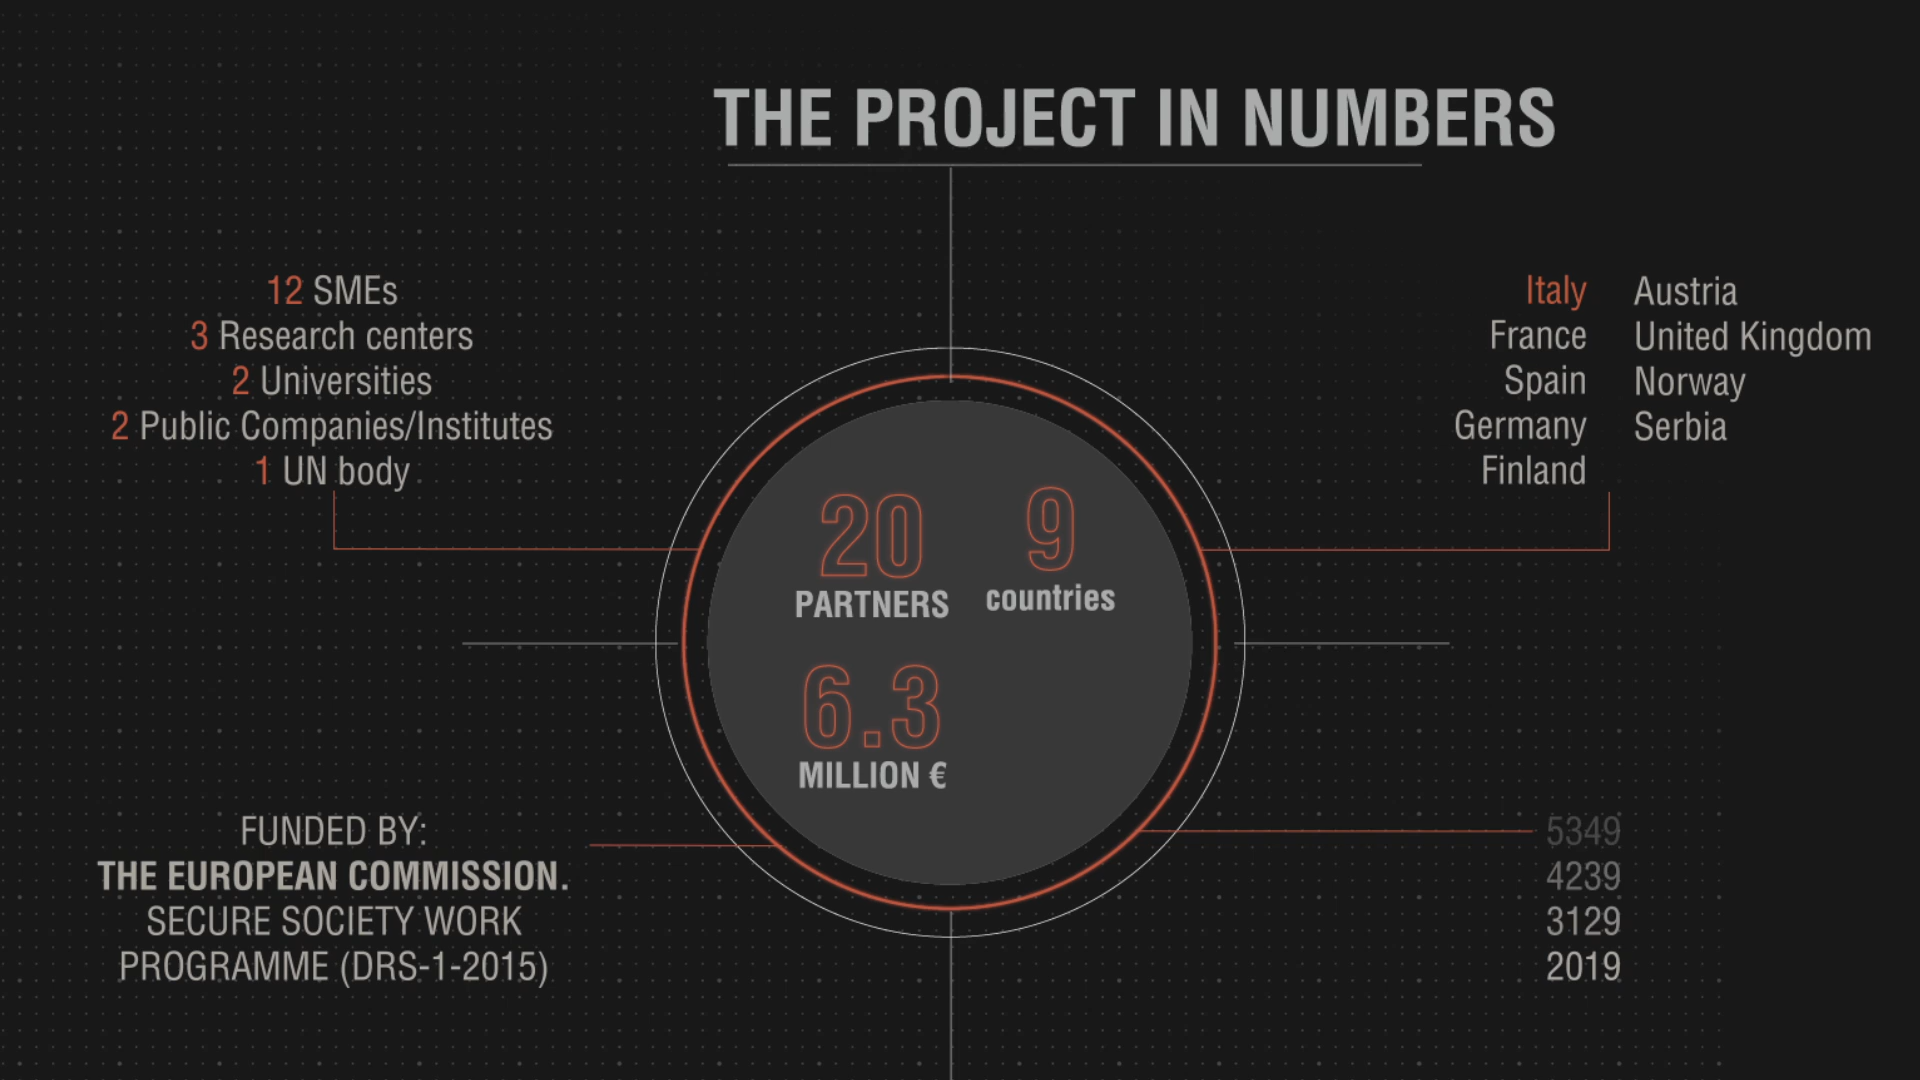 THE PROJECT IN NUMBERS
12 SMEs
3 Research centers
2 Universities
2 Public Companies/Institutes
1 UN body
Italy
France
Spain
Germany
Finland
Austria
United Kingdom
Norway
Serbia
20
PARTNERS
9
countries
6.3
MILLION €
FUNDED BY:
THE EUROPEAN COMMISSION.
SECURE SOCIETY WORK
PROGRAMME (DRS-1-2015)
5349
4239
3129
2019